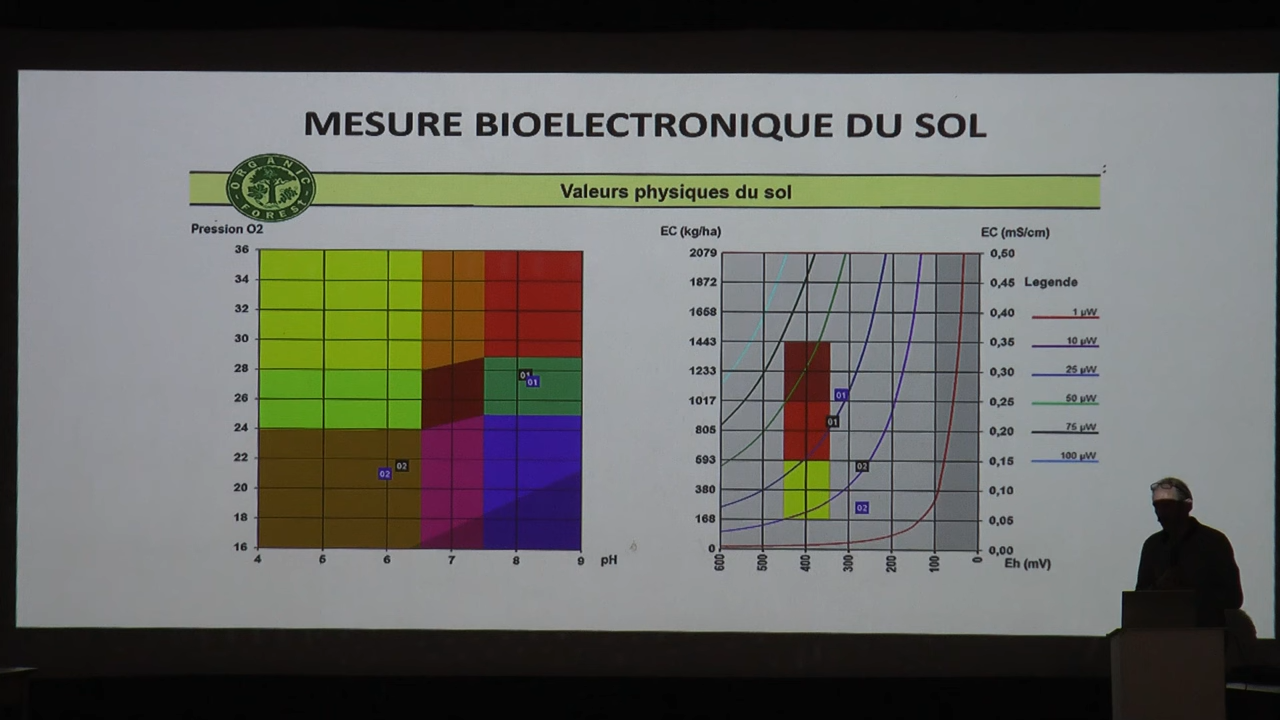 MESURE BIOELECTRONIQUE DU SOL
ORGANIC
FOREST
Valeurs physiques du sol
Pression O2
36
34
32
30
28
26
24
22
20
18
16
4 5 6 7 8 9 pH
01
01
02
02
EC (kg/ha)
2079
1872
1668
1443
1233
1017
805
693
380
168
0
600 500 400 300 200 100 0 Eh (mV)
01
01
02
02
EC (mS/cm)
0,50
0,45
0,40
0,35
0,30
0,25
0,20
0,15
0,10
0,05
0,00
Legende
1 µW
10 µW
25 µW
50 µW
75 µW
100 µW